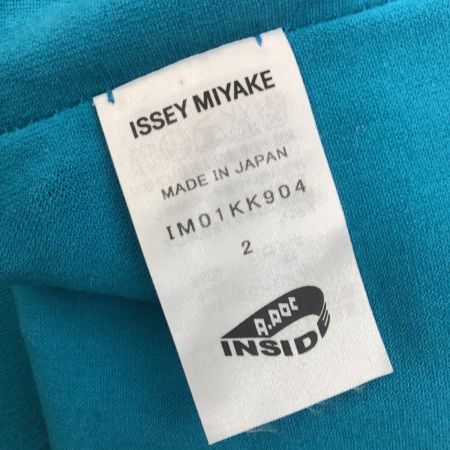 ISSEY MIYAKE
MADE IN JAPAN
IM01KK904
2
A.POC
INSIDE